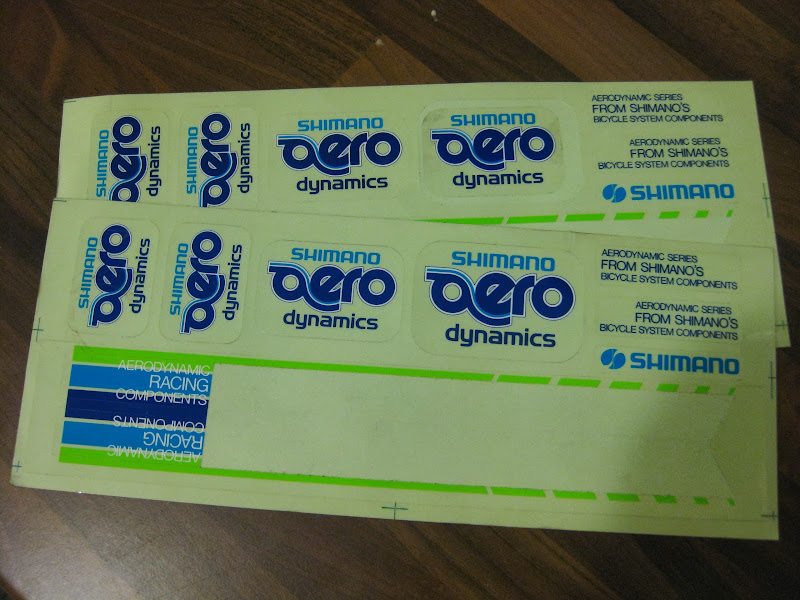 SHIMANO
aero
dynamics
SHIMANO
aero
dynamics
SHIMANO
aero
dynamics
SHIMANO
aero
dynamics
AERODYNAMIC SERIES
FROM SHIMANO'S
BICYCLE SYSTEM COMPONENTS
AERODYNAMIC SERIES
FROM SHIMANO'S
BICYCLE SYSTEM COMPONENTS
SHIMANO
SHIMANO
aero
dynamics
SHIMANO
aero
dynamics
SHIMANO
aero
dynamics
SHIMANO
aero
dynamics
AERODYNAMIC SERIES
FROM SHIMANO'S
BICYCLE SYSTEM COMPONENTS
AERODYNAMIC SERIES
FROM SHIMANO'S
BICYCLE SYSTEM COMPONENTS
SHIMANO
AERODYNAMIC
RACING
COMPONENTS
COMPONENTS
RACING
AERODYNAMIC